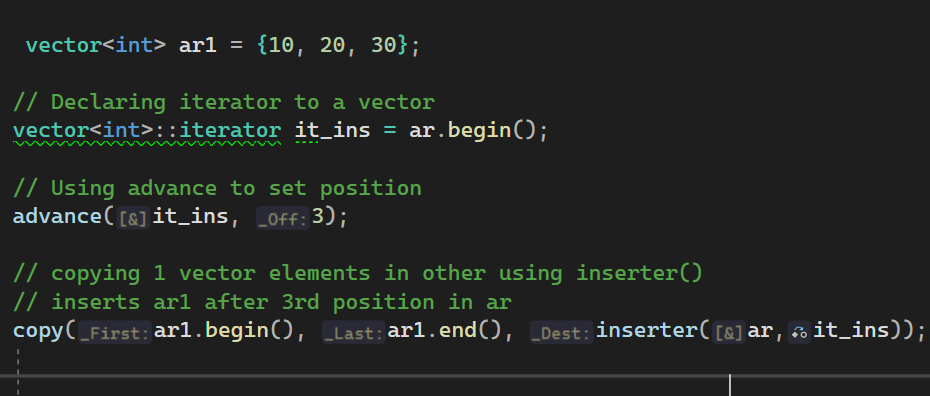 vector<int> ar1 = {10, 20, 30};
// Declaring iterator to a vector
vector<int>::iterator it_ins = ar.begin();
// Using advance to set position
advance([&]it_ins, _Off:3);
// copying 1 vector elements in other using inserter()
// inserts ar1 after 3rd position in ar
copy(_First:ar1.begin(), _Last:ar1.end(), _Dest:inserter([&]ar,it_ins));